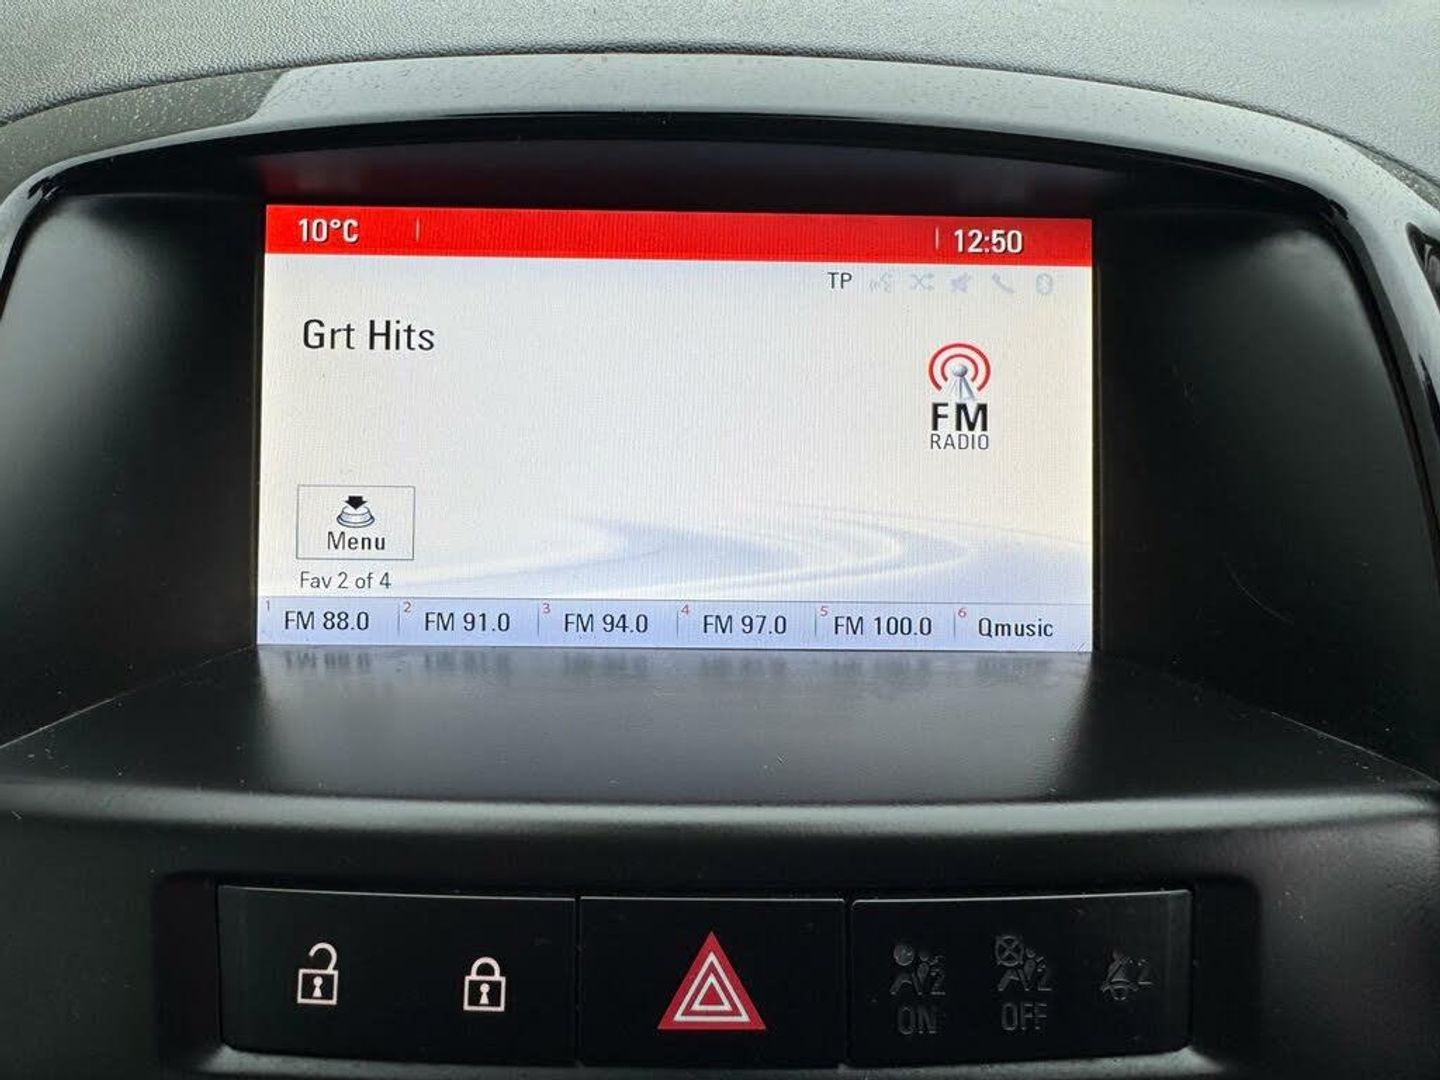 10°C 12:50
TP
Grt Hits
FM
RADIO
Menu
Fav 2 of 4
1 FM 88.0 2 FM 91.0 3 FM 94.0 4 FM 97.0 5 FM 100.0 6 Qmusic
2 2 2
ON OFF